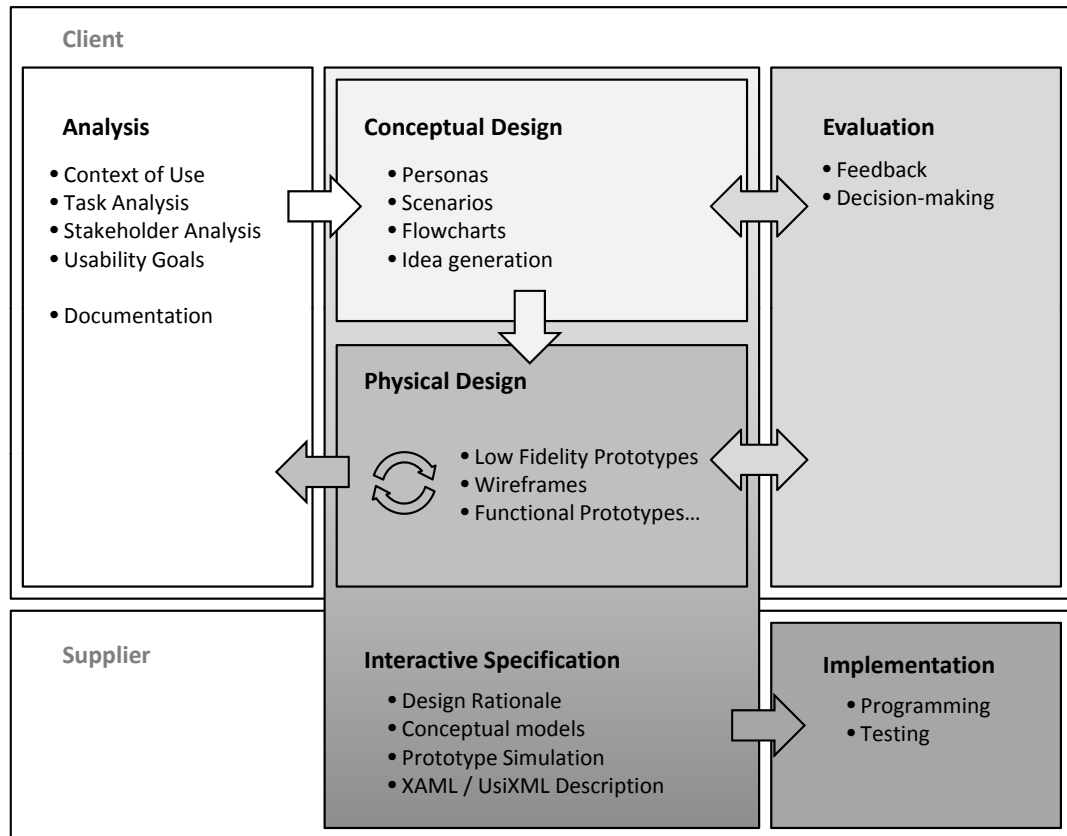 Client
Analysis
• Context of Use
• Task Analysis
• Stakeholder Analysis
• Usability Goals
• Documentation
Conceptual Design
• Personas
• Scenarios
• Flowcharts
• Idea generation
Evaluation
• Feedback
• Decision-making
Physical Design
• Low Fidelity Prototypes
• Wireframes
• Functional Prototypes...
Supplier
Interactive Specification
• Design Rationale
• Conceptual models
• Prototype Simulation
• XAML / UsiXML Description
Implementation
• Programming
• Testing